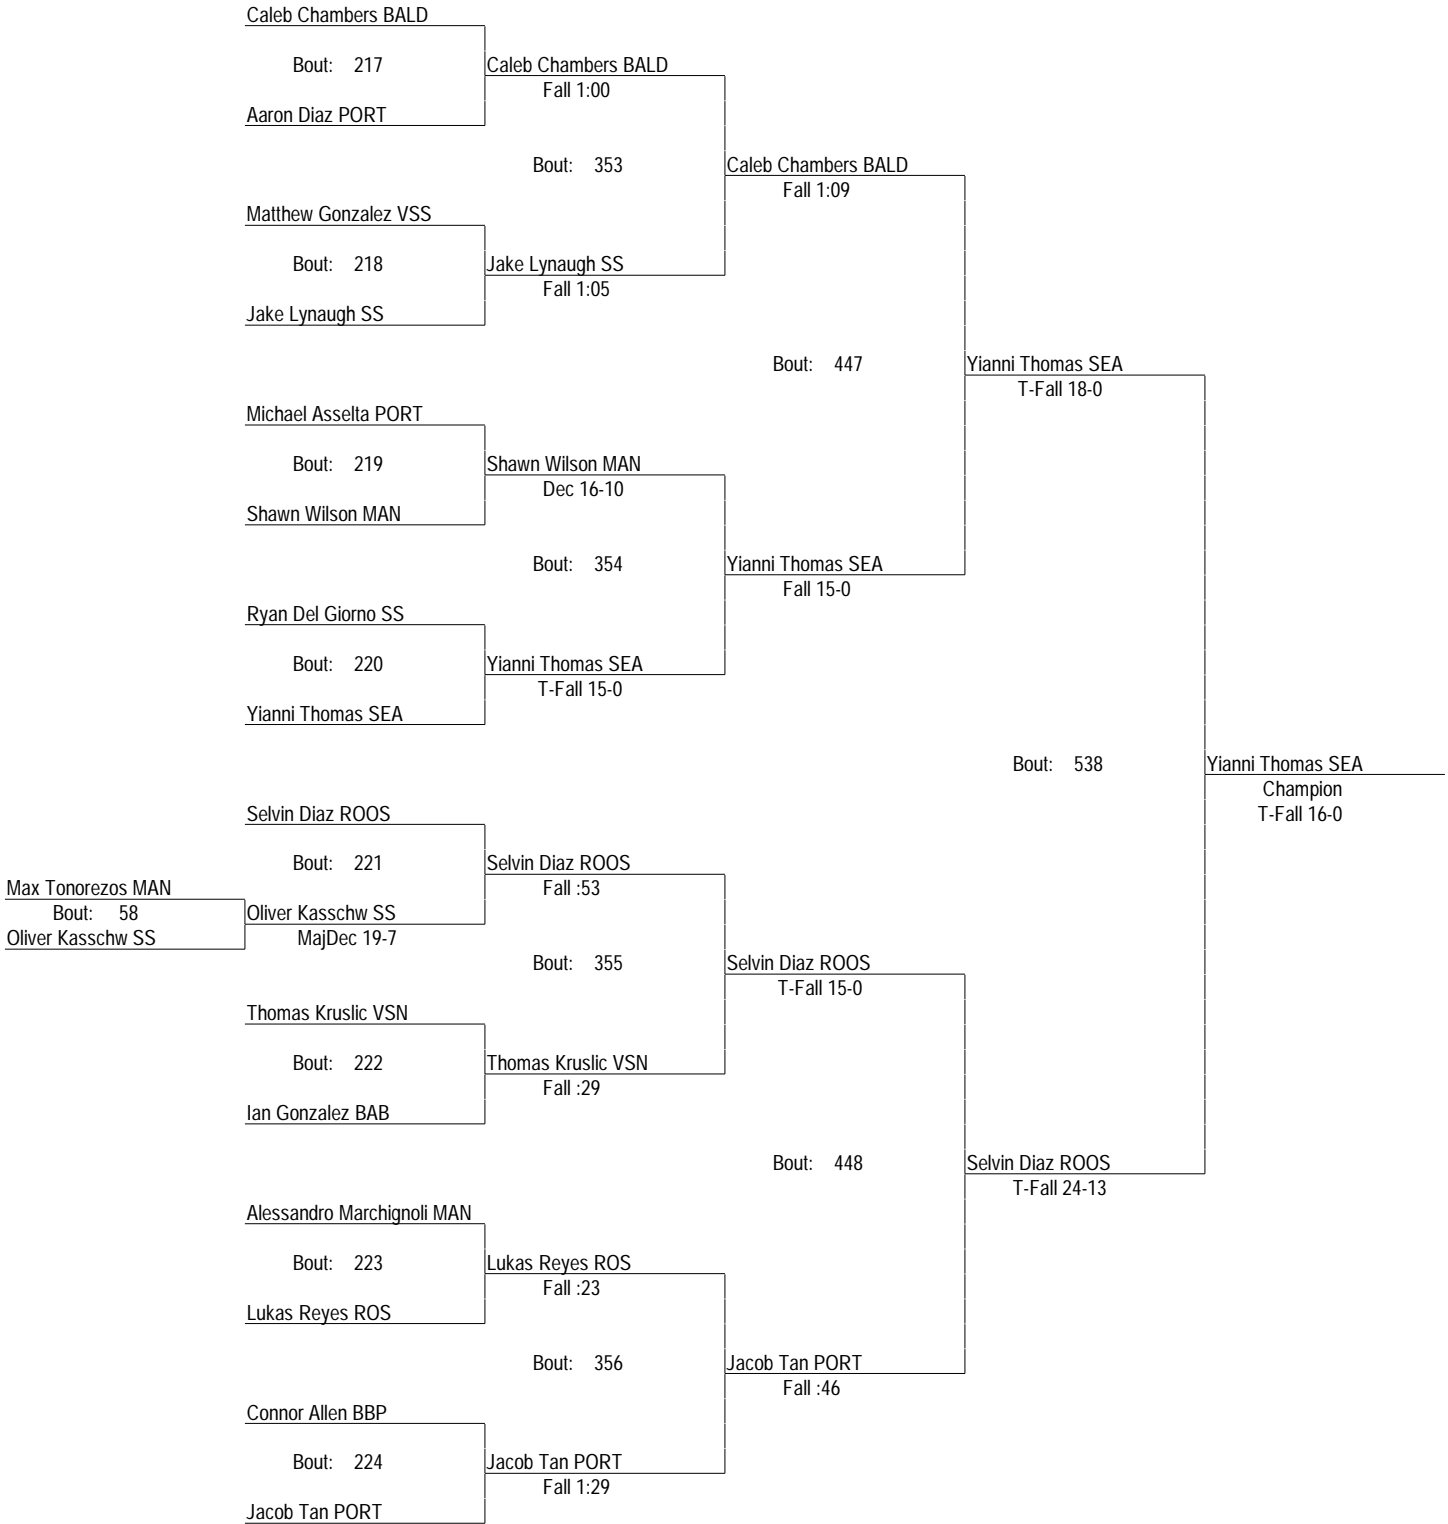 Caleb Chambers BALD
Bout: 217
Caleb Chambers BALD
Fall 1:00
Aaron Diaz PORT
Bout: 353
Caleb Chambers BALD
Fall 1:09
Matthew Gonzalez VSS
Bout: 218
Jake Lynaugh SS
Fall 1:05
Jake Lynaugh SS
Bout: 447
Yianni Thomas SEA
T-Fall 18-0
Michael Asselta PORT
Bout: 219
Shawn Wilson MAN
Dec 16-10
Shawn Wilson MAN
Bout: 354
Yianni Thomas SEA
Fall 15-0
Ryan Del Giorno SS
Bout: 220
Yianni Thomas SEA
T-Fall 15-0
Yianni Thomas SEA
Bout: 538
Yianni Thomas SEA
Champion
T-Fall 16-0
Selvin Diaz ROOS
Bout: 221
Selvin Diaz ROOS
Fall :53
Max Tonorezos MAN
Bout: 58
Oliver Kasschw SS
Oliver Kasschw SS
MajDec 19-7
Bout: 355
Selvin Diaz ROOS
T-Fall 15-0
Thomas Kruslic VSN
Bout: 222
Thomas Kruslic VSN
Fall :29
Ian Gonzalez BAB
Bout: 448
Selvin Diaz ROOS
T-Fall 24-13
Alessandro Marchignoli MAN
Bout: 223
Lukas Reyes ROS
Fall :23
Lukas Reyes ROS
Bout: 356
Jacob Tan PORT
Fall :46
Connor Allen BBP
Bout: 224
Jacob Tan PORT
Fall 1:29
Jacob Tan PORT